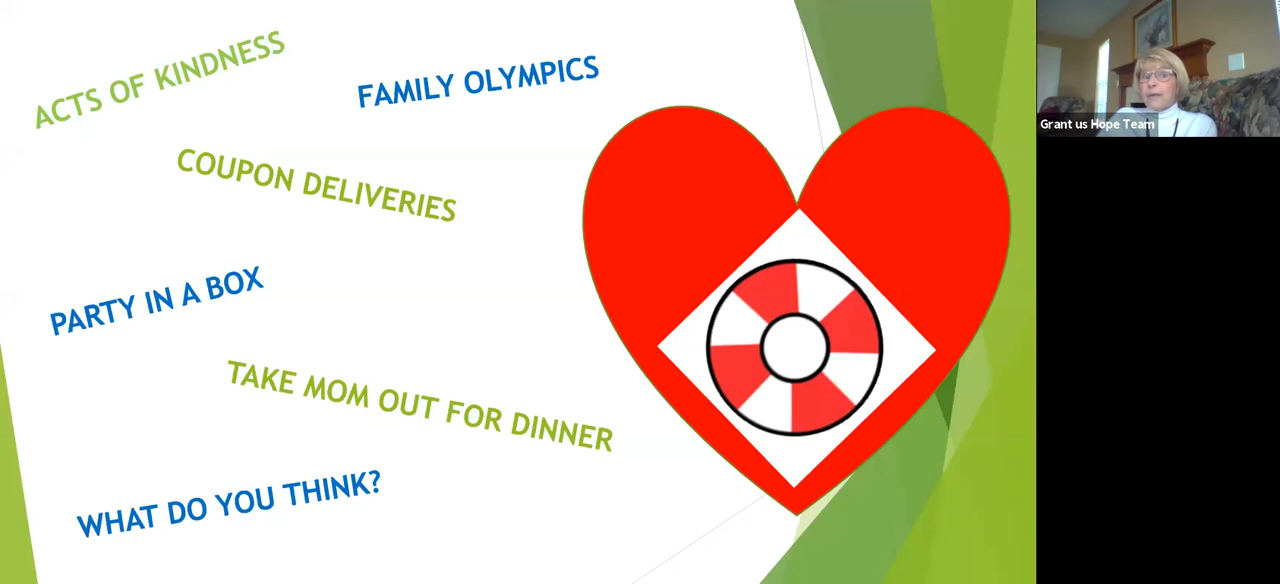 ACTS OF KINDNESS
FAMILY OLYMPICS
COUPON DELIVERIES
PARTY IN A BOX
TAKE MOM OUT FOR DINNER
WHAT DO YOU THINK?
Grant us Hope Team